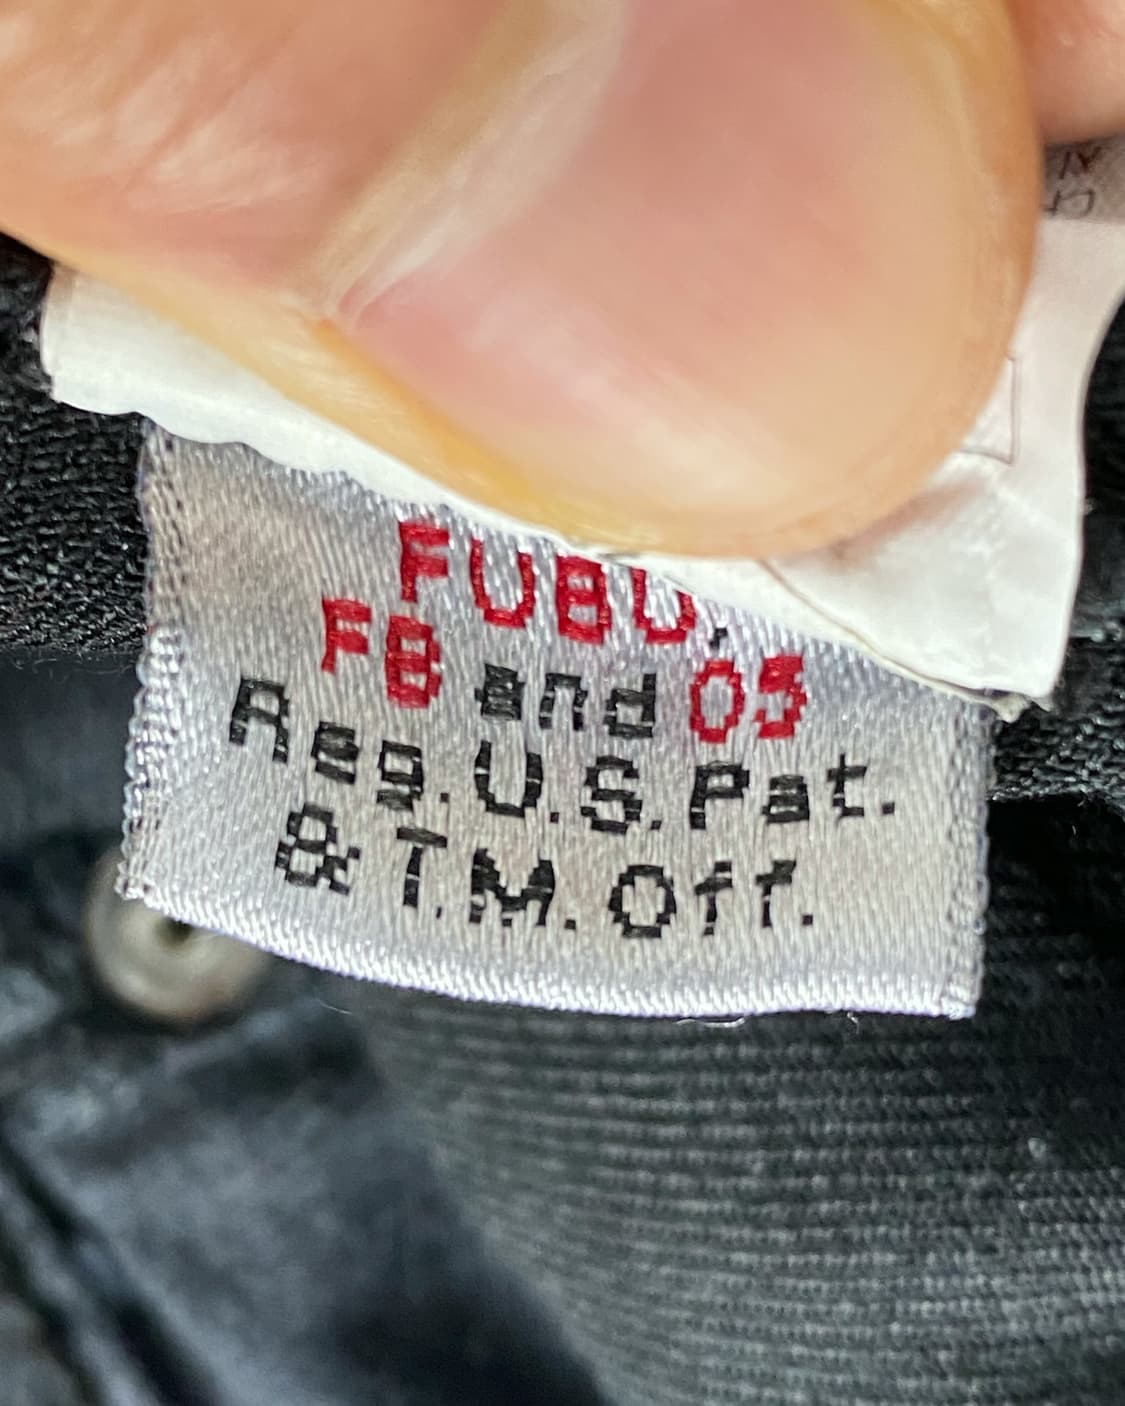 FUBU,
FB and 05
Reg. U.S. Pat.
& T.M. Off.